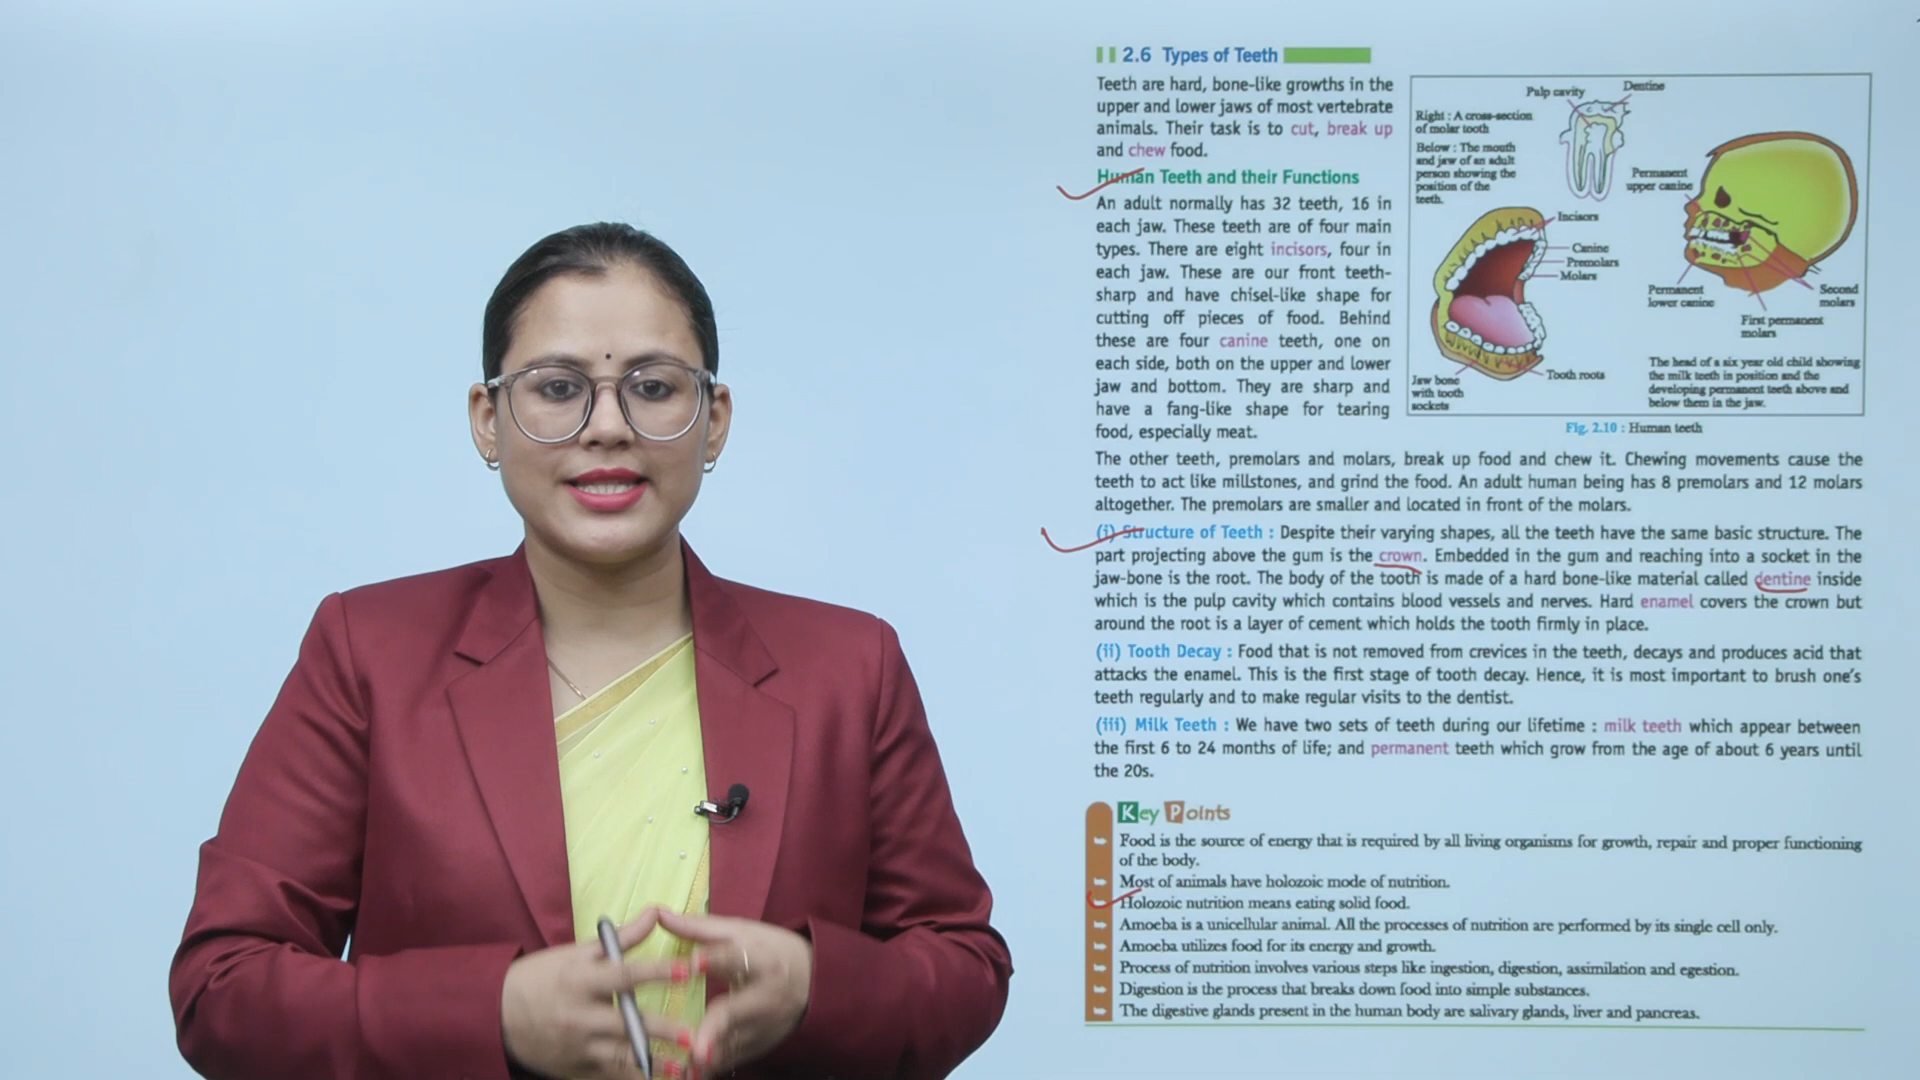 2.6 Types of Teeth
Teeth are hard, bone-like growths in the
upper and lower jaws of most vertebrate
animals. Their task is to cut, break up
and chew food.
Human Teeth and their Functions
An adult normally has 32 teeth, 16 in
each jaw. These teeth are of four main
types. There are eight incisors, four in
each jaw. These are our front teeth-
sharp and have chisel-like shape for
cutting off pieces of food. Behind
these are four canine teeth, one on
each side, both on the upper and lower
jaw and bottom. They are sharp and
have a fang-like shape for tearing
food, especially meat.
Pulp cavity
Dentine
Right : A cross-section
of molar tooth
Below : The mouth
and jaw of an adult
person showing the
position of the
teeth.
Permanent
upper canine
Incisors
Canine
Premolars
Molars
Permanent
lower canine
Second
molars
First permanent
molars
Jaw bone
with tooth
sockets
Tooth roots
The head of a six year old child showing
the milk teeth in position and the
developing permanent teeth above and
below them in the jaw.
Fig. 2.10 : Human teeth
The other teeth, premolars and molars, break up food and chew it. Chewing movements cause the
teeth to act like millstones, and grind the food. An adult human being has 8 premolars and 12 molars
altogether. The premolars are smaller and located in front of the molars.
(i) Structure of Teeth : Despite their varying shapes, all the teeth have the same basic structure. The
part projecting above the gum is the crown. Embedded in the gum and reaching into a socket in the
jaw-bone is the root. The body of the tooth is made of a hard bone-like material called dentine inside
which is the pulp cavity which contains blood vessels and nerves. Hard enamel covers the crown but
around the root is a layer of cement which holds the tooth firmly in place.
(ii) Tooth Decay : Food that is not removed from crevices in the teeth, decays and produces acid that
attacks the enamel. This is the first stage of tooth decay. Hence, it is most important to brush one's
teeth regularly and to make regular visits to the dentist.
(iii) Milk Teeth : We have two sets of teeth during our lifetime : milk teeth which appear between
the first 6 to 24 months of life; and permanent teeth which grow from the age of about 6 years until
the 20s.
Key Points
Food is the source of energy that is required by all living organisms for growth, repair and proper functioning
of the body.
Most of animals have holozoic mode of nutrition.
Holozoic nutrition means eating solid food.
Amoeba is a unicellular animal. All the processes of nutrition are performed by its single cell only.
Amoeba utilizes food for its energy and growth.
Process of nutrition involves various steps like ingestion, digestion, assimilation and egestion.
Digestion is the process that breaks down food into simple substances.
The digestive glands present in the human body are salivary glands, liver and pancreas.